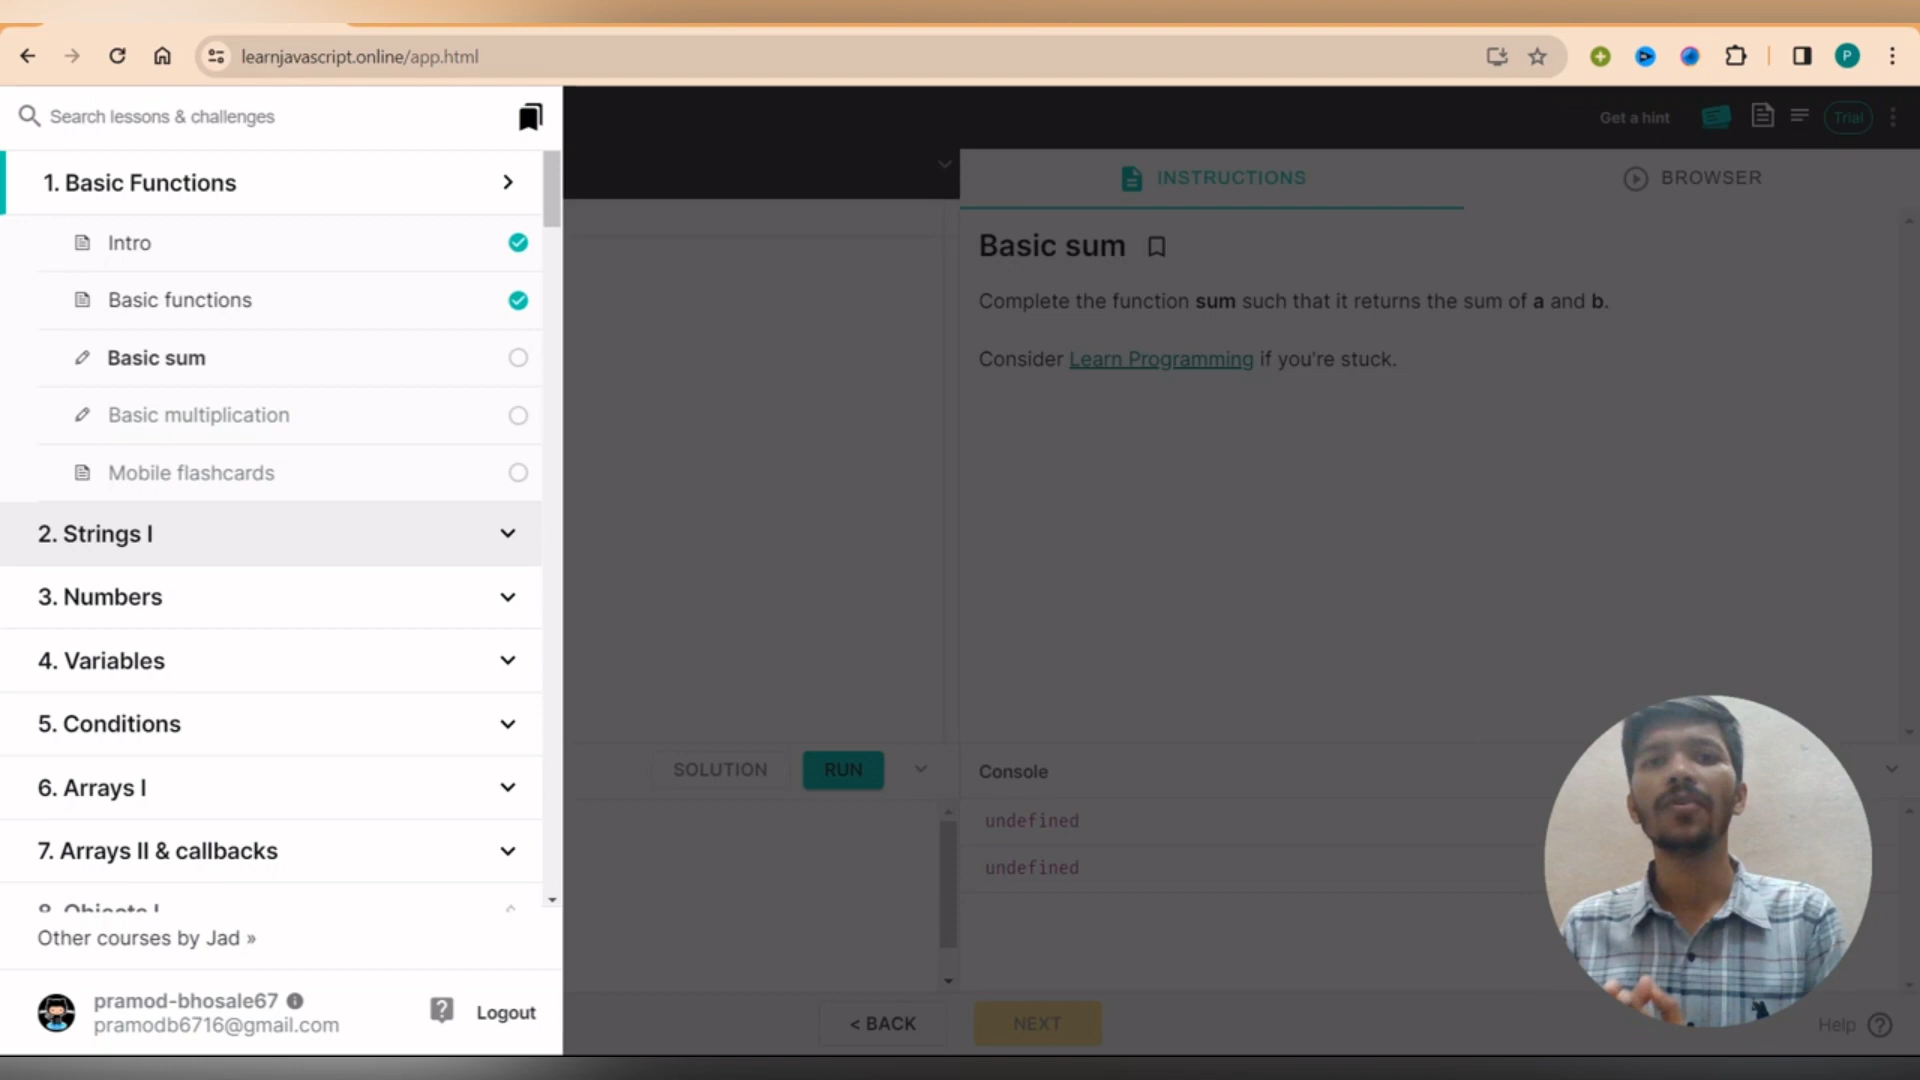 learnjavascript.online/app.html
P
Search lessons & challenges
1. Basic Functions
Intro
Basic functions
Basic sum
Basic multiplication
Mobile flashcards
2. Strings I
3. Numbers
4. Variables
5. Conditions
6. Arrays I
7. Arrays II & callbacks
8. Objects I
Other courses by Jad »
pramod-bhosale67
pramodb6716@gmail.com
Logout
Get a hint
Trial
INSTRUCTIONS
BROWSER
Basic sum
Complete the function sum such that it returns the sum of a and b.
Consider Learn Programming if you're stuck.
SOLUTION
RUN
Console
undefined
undefined
< BACK
NEXT
Help